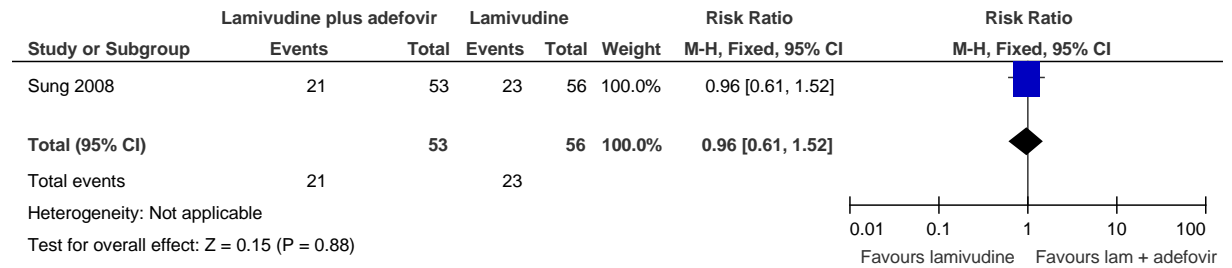 Lamivudine plus adefovir Lamivudine Risk Ratio Risk Ratio
Study or Subgroup Events Total Events Total Weight M-H, Fixed, 95% CI M-H, Fixed, 95% CI
Sung 2008 21 53 23 56 100.0% 0.96 [0.61, 1.52]
Total (95% CI) 53 56 100.0% 0.96 [0.61, 1.52]
Total events 21 23
Heterogeneity: Not applicable
Test for overall effect: Z = 0.15 (P = 0.88)
0.01 0.1 1 10 100
Favours lamivudine Favours lam + adefovir